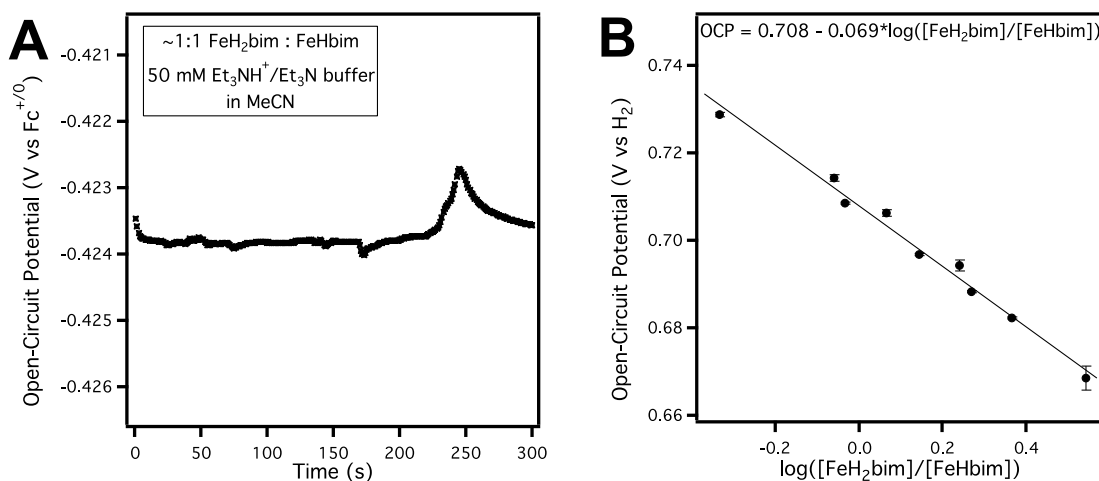 A
~1:1 FeH₂bim : FeHbim
50 mM Et₃NH⁺/Et₃N buffer
in MeCN
Open-Circuit Potential (V vs Fc⁺ᐟ⁰)
-0.421
-0.422
-0.423
-0.424
-0.425
-0.426
0
50
100
150
200
250
300
Time (s)
B
OCP = 0.708 – 0.069*log([FeH₂bim]/[FeHbim])
Open-Circuit Potential (V vs H₂)
0.74
0.72
0.70
0.68
0.66
-0.2
0.0
0.2
0.4
log([FeH₂bim]/[FeHbim])